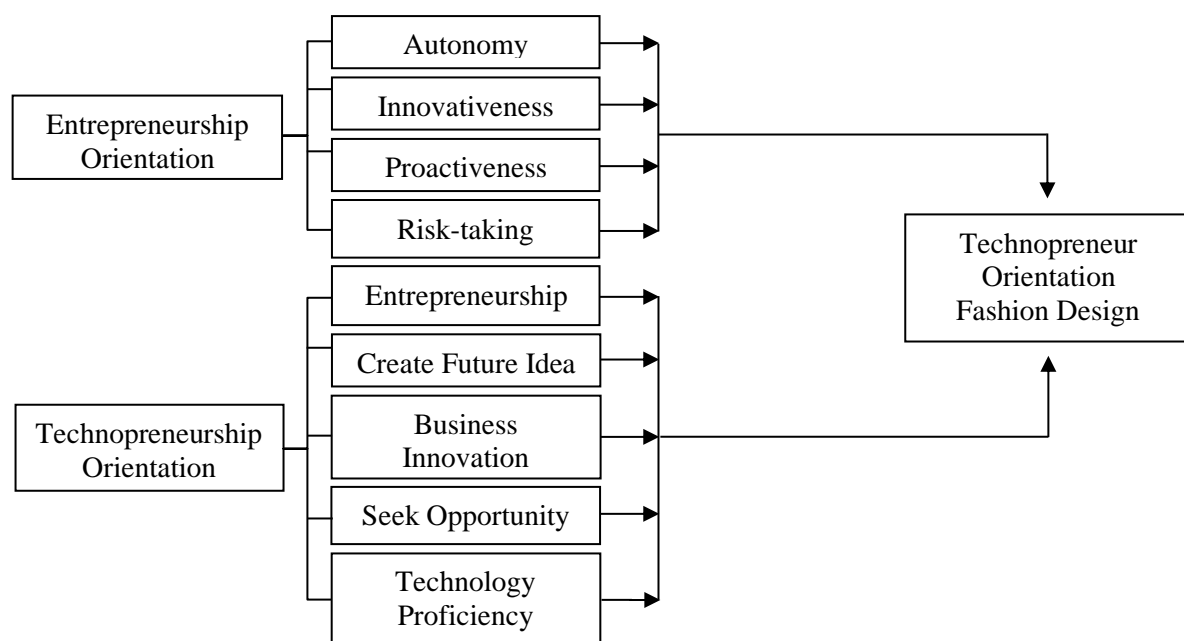 Entrepreneurship
Orientation
Autonomy
Innovativeness
Proactiveness
Risk-taking
Technopreneurship
Orientation
Entrepreneurship
Create Future Idea
Business
Innovation
Seek Opportunity
Technology
Proficiency
Technopreneur
Orientation
Fashion Design